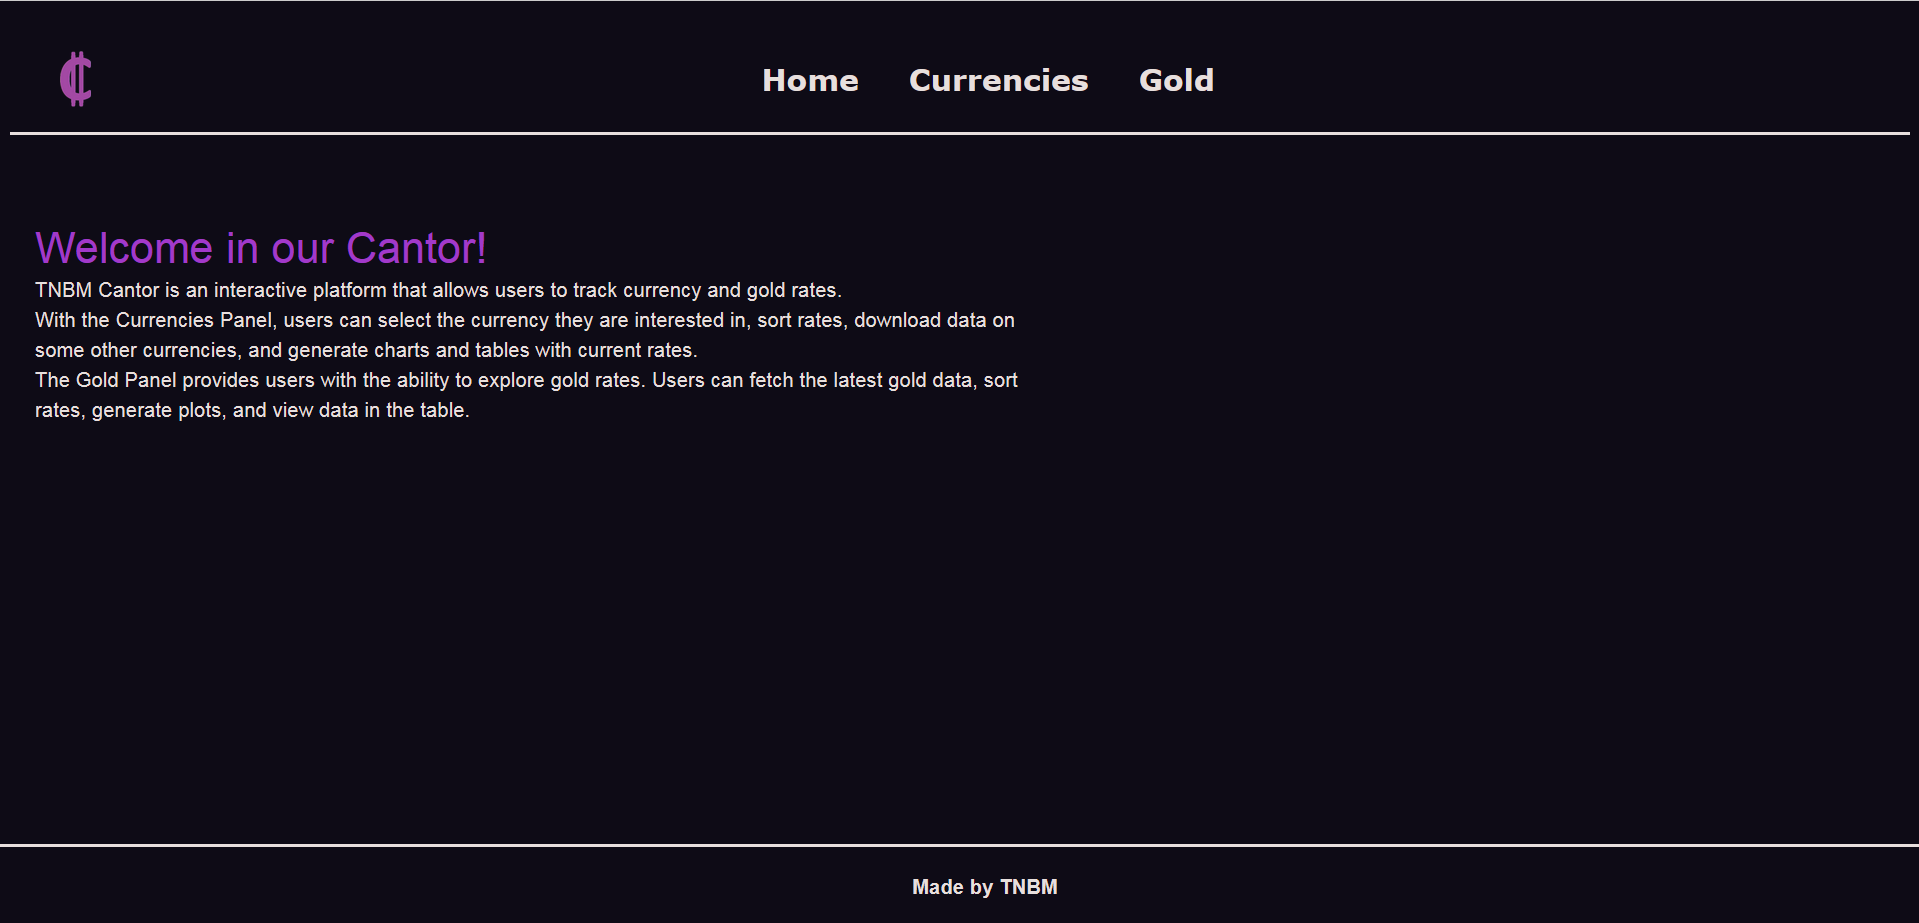 ₵
Home Currencies Gold
Welcome in our Cantor!
TNBM Cantor is an interactive platform that allows users to track currency and gold rates.
With the Currencies Panel, users can select the currency they are interested in, sort rates, download data on
some other currencies, and generate charts and tables with current rates.
The Gold Panel provides users with the ability to explore gold rates. Users can fetch the latest gold data, sort
rates, generate plots, and view data in the table.
Made by TNBM